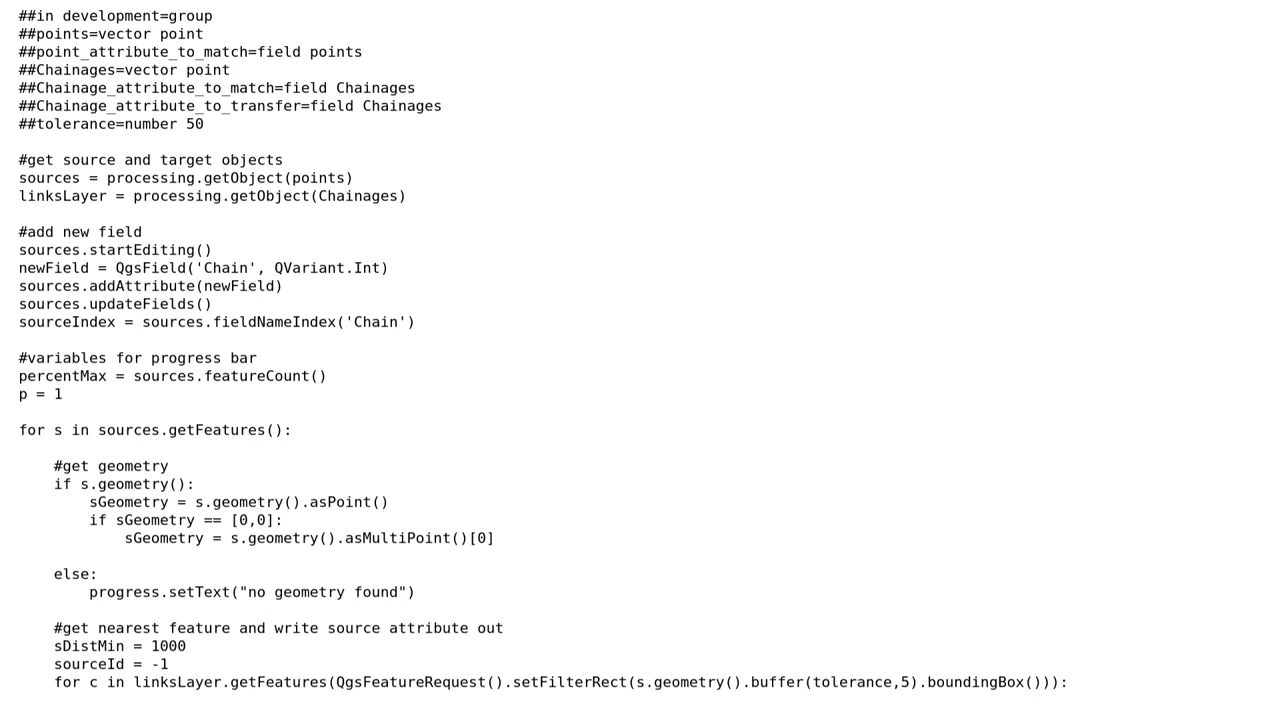 ##in development=group
##points=vector point
##point_attribute_to_match=field points
##Chainages=vector point
##Chainage_attribute_to_match=field Chainages
##Chainage_attribute_to_transfer=field Chainages
##tolerance=number 50

#get source and target objects
sources = processing.getObject(points)
linksLayer = processing.getObject(Chainages)

#add new field
sources.startEditing()
newField = QgsField('Chain', QVariant.Int)
sources.addAttribute(newField)
sources.updateFields()
sourceIndex = sources.fieldNameIndex('Chain')

#variables for progress bar
percentMax = sources.featureCount()
p = 1

for s in sources.getFeatures():

    #get geometry
    if s.geometry():
        sGeometry = s.geometry().asPoint()
        if sGeometry == [0,0]:
            sGeometry = s.geometry().asMultiPoint()[0]

    else:
        progress.setText("no geometry found")

    #get nearest feature and write source attribute out
    sDistMin = 1000
    sourceId = -1
    for c in linksLayer.getFeatures(QgsFeatureRequest().setFilterRect(s.geometry().buffer(tolerance,5).boundingBox())):